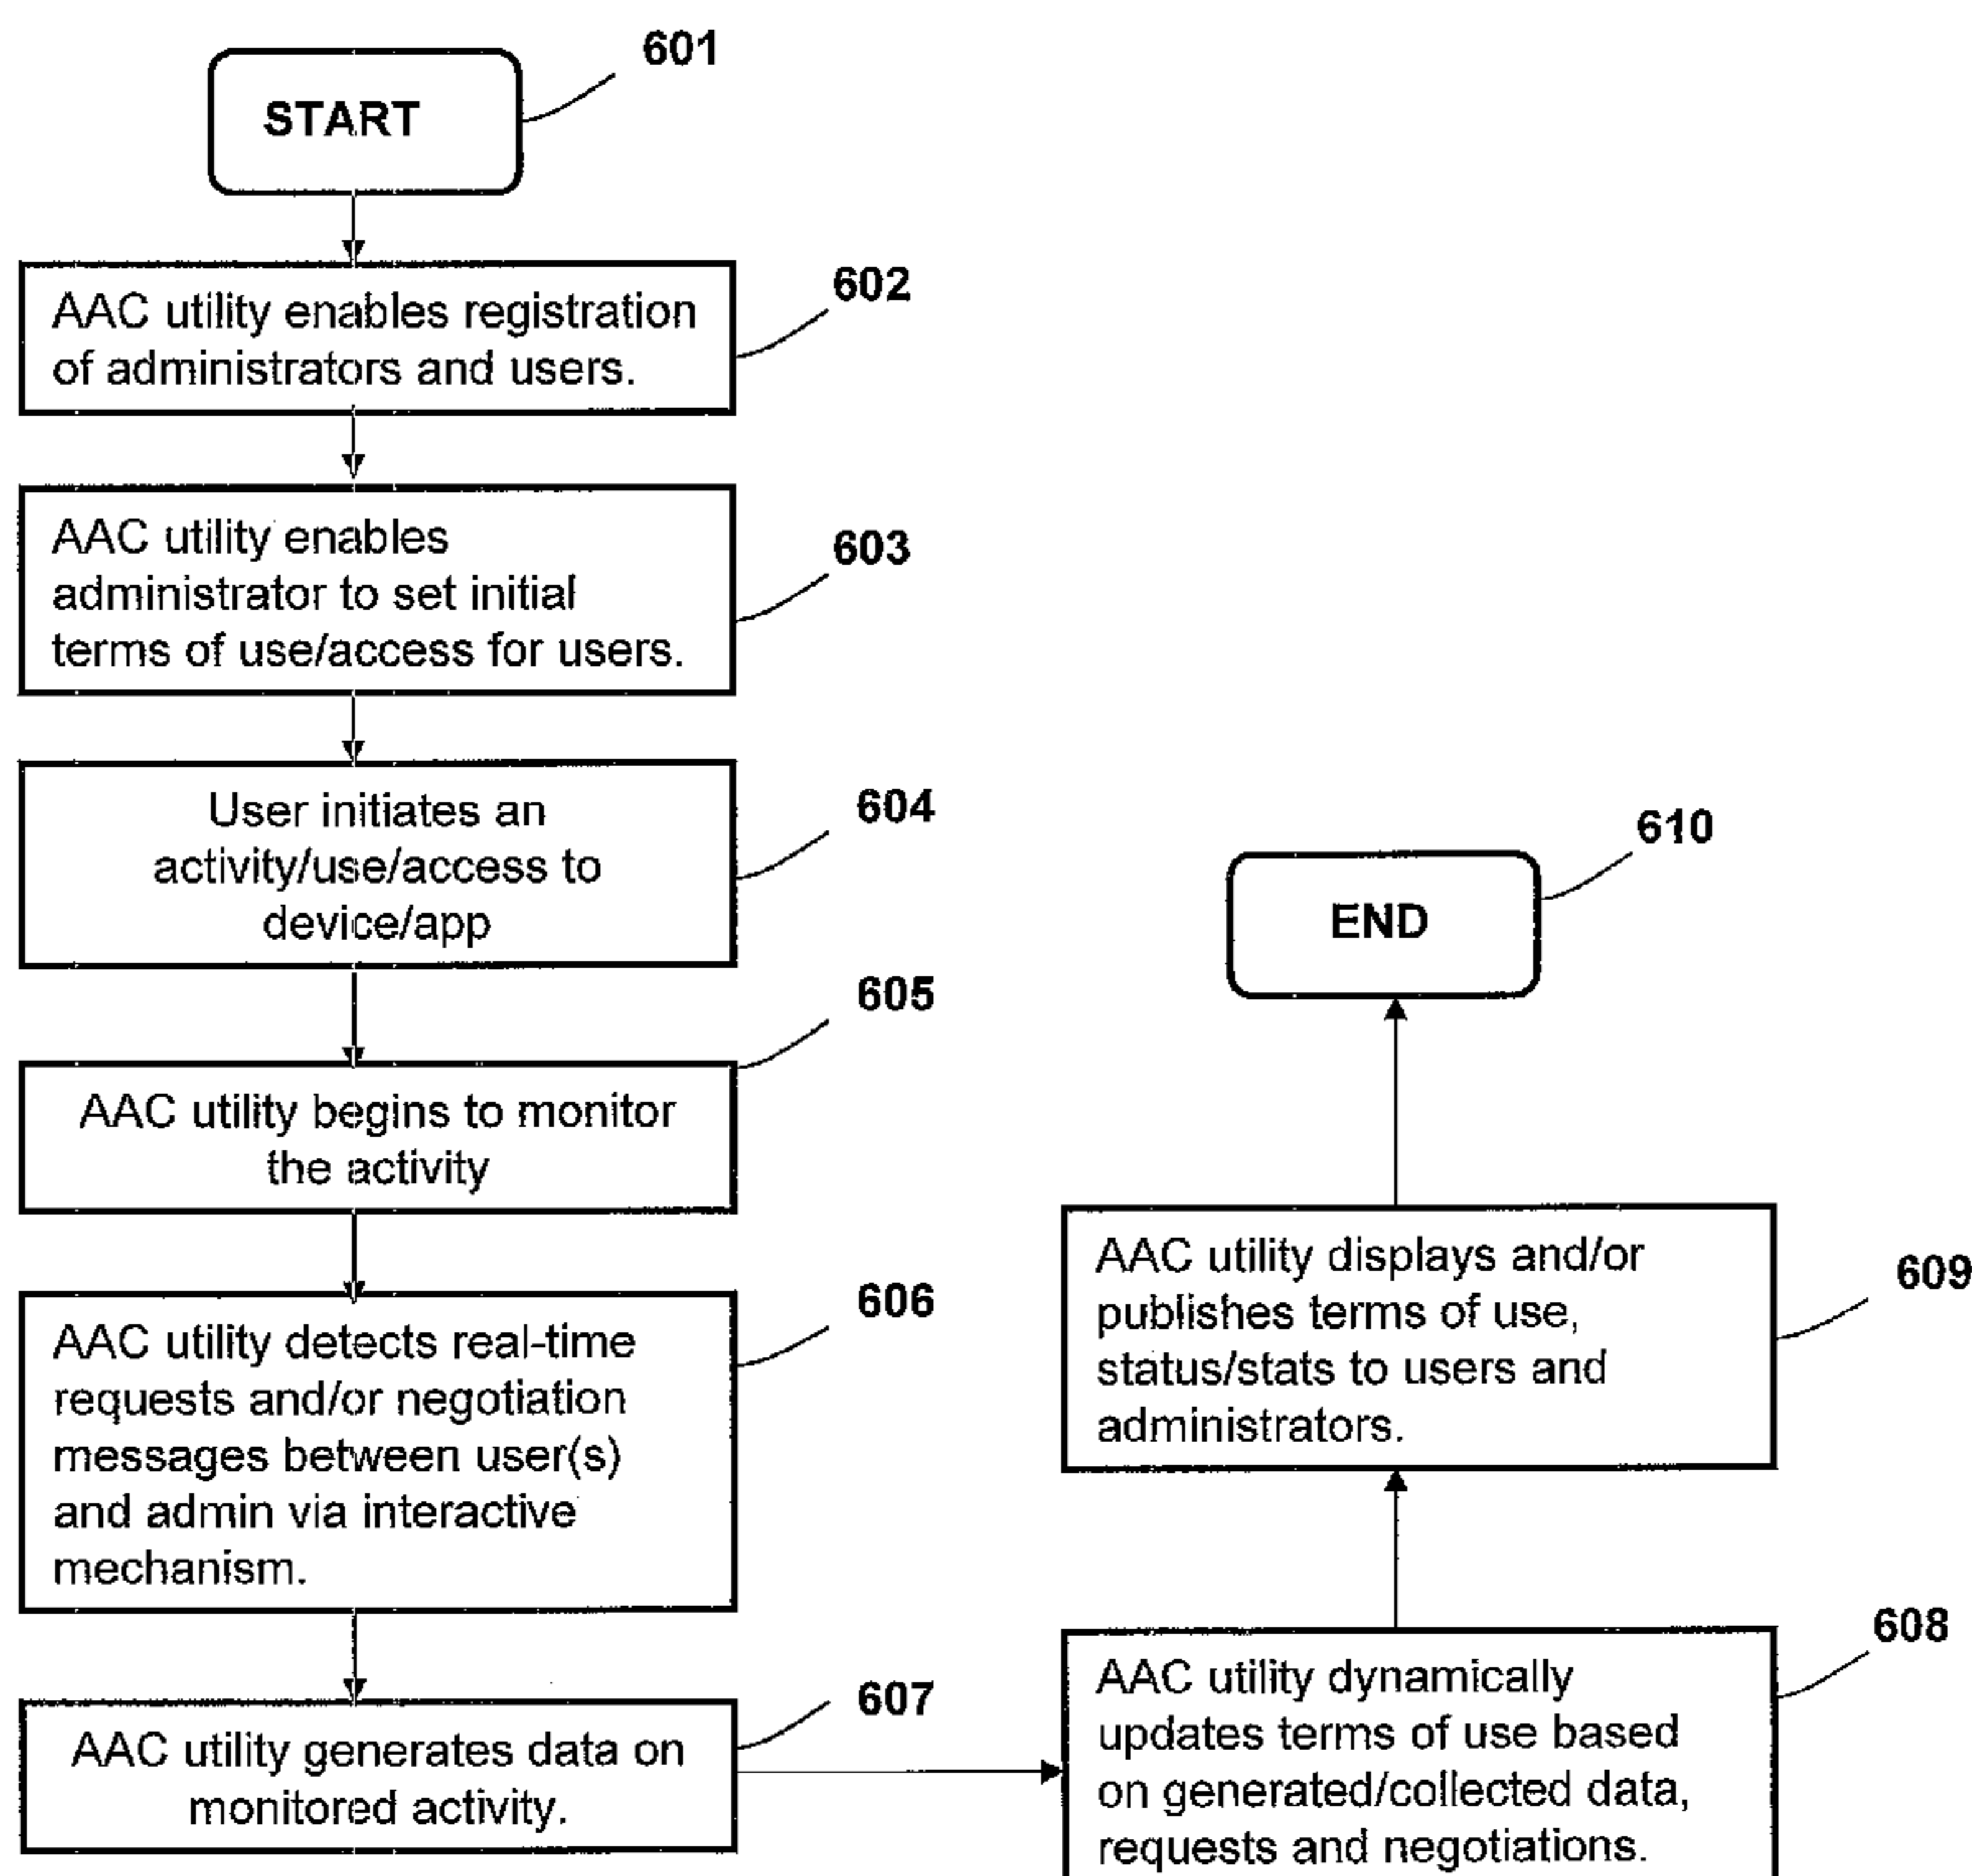 601
START
602
AAC utility enables registration
of administrators and users.
603
AAC utility enables
administrator to set initial
terms of use/access for users.
604
User initiates an
activity/use/access to
device/app
605
AAC utility begins to monitor
the activity
606
AAC utility detects real-time
requests and/or negotiation
messages between user(s)
and admin via interactive
mechanism.
607
AAC utility generates data on
monitored activity.
608
AAC utility dynamically
updates terms of use based
on generated/collected data,
requests and negotiations.
609
AAC utility displays and/or
publishes terms of use,
status/stats to users and
administrators.
610
END